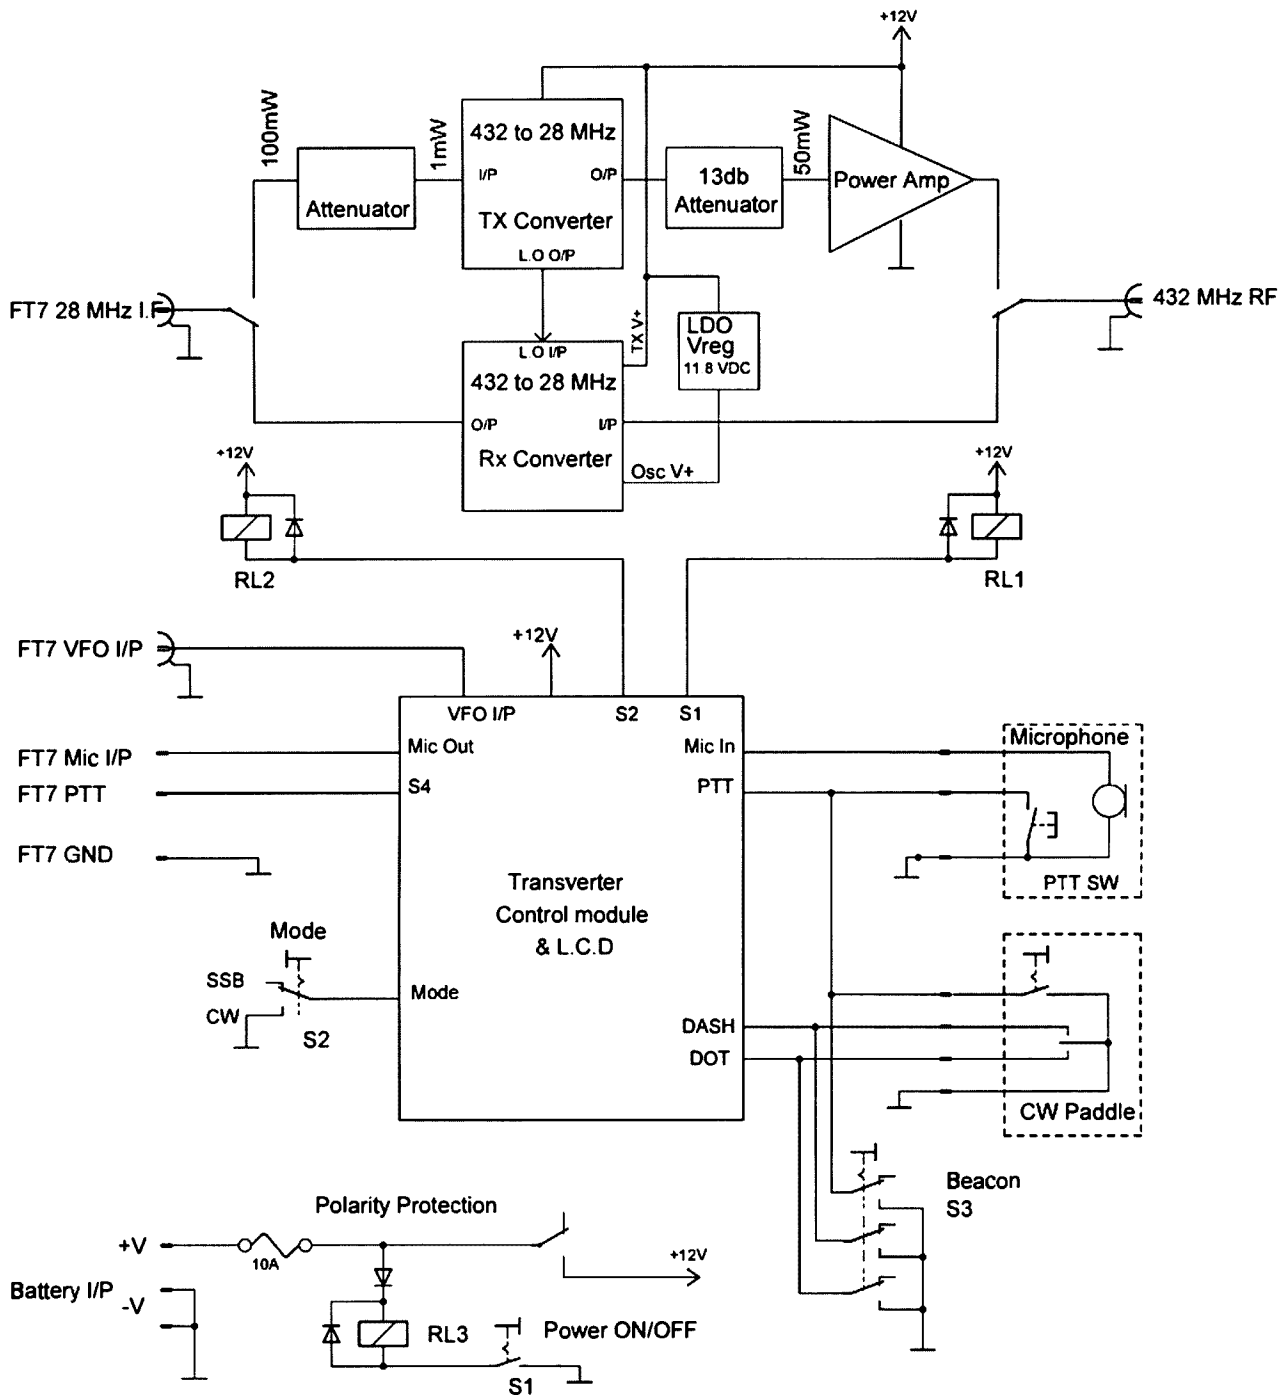 +12V
100mW
1mW
50mW
432 to 28 MHz
I/P
O/P
TX Converter
L.O O/P
Attenuator
13db
Attenuator
Power Amp
FT7 28 MHz I.F
432 MHz RF
TX V+
LDO
Vreg
11.8 VDC
L.O I/P
432 to 28 MHz
O/P
I/P
Rx Converter
Osc V+
+12V
RL2
+12V
RL1
FT7 VFO I/P
+12V
VFO I/P
S2
S1
FT7 Mic I/P
Mic Out
Mic In
Microphone
FT7 PTT
S4
PTT
FT7 GND
PTT SW
Transverter
Control module
& L.C.D
Mode
SSB
CW
S2
Mode
DASH
DOT
CW Paddle
Beacon
S3
Polarity Protection
+V
10A
+12V
Battery I/P
-V
RL3
Power ON/OFF
S1